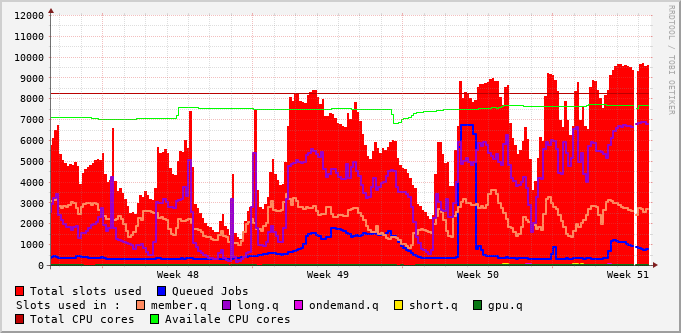 12000
11000
10000
9000
8000
7000
6000
5000
4000
3000
2000
1000
0
Week 48 Week 49 Week 50 Week 51
Total slots used Queued Jobs
Slots used in : member.q long.q ondemand.q short.q gpu.q
Total CPU cores Availale CPU cores
RRDTOOL / TOBI OETIKER